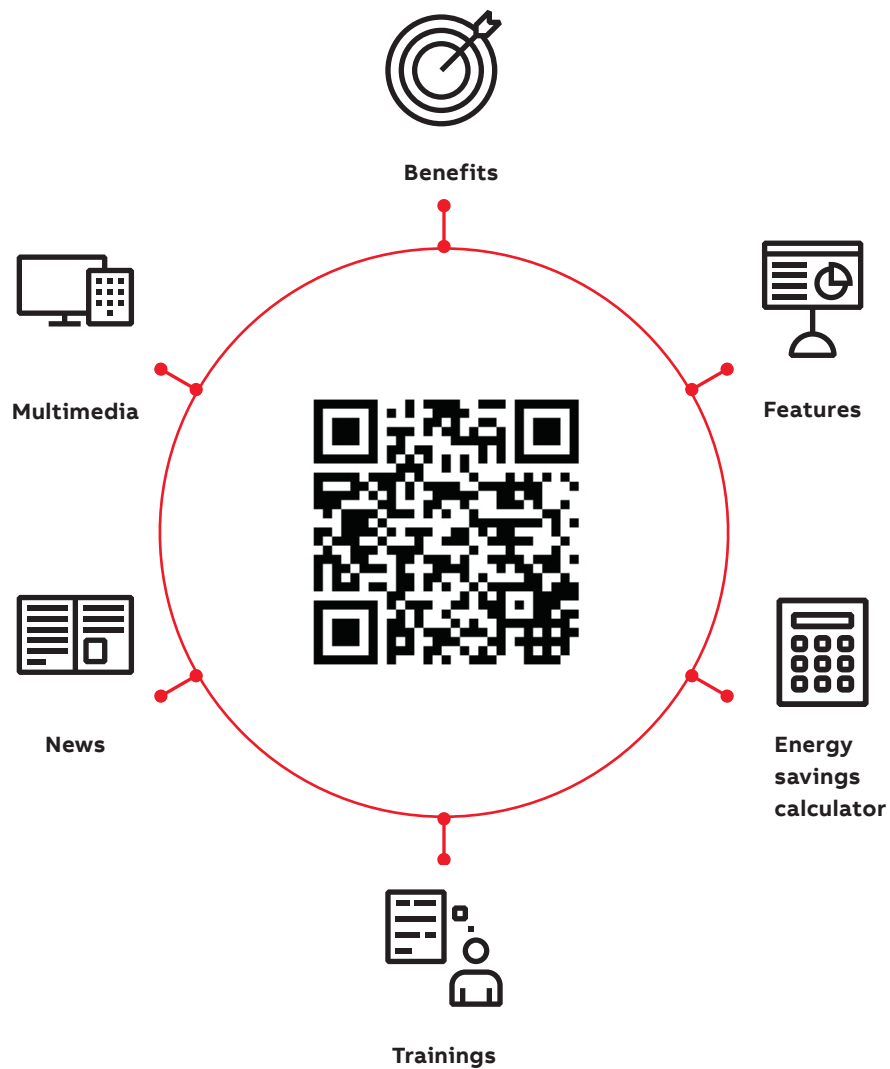 Benefits
Multimedia
Features
News
Energy
savings
calculator
Trainings